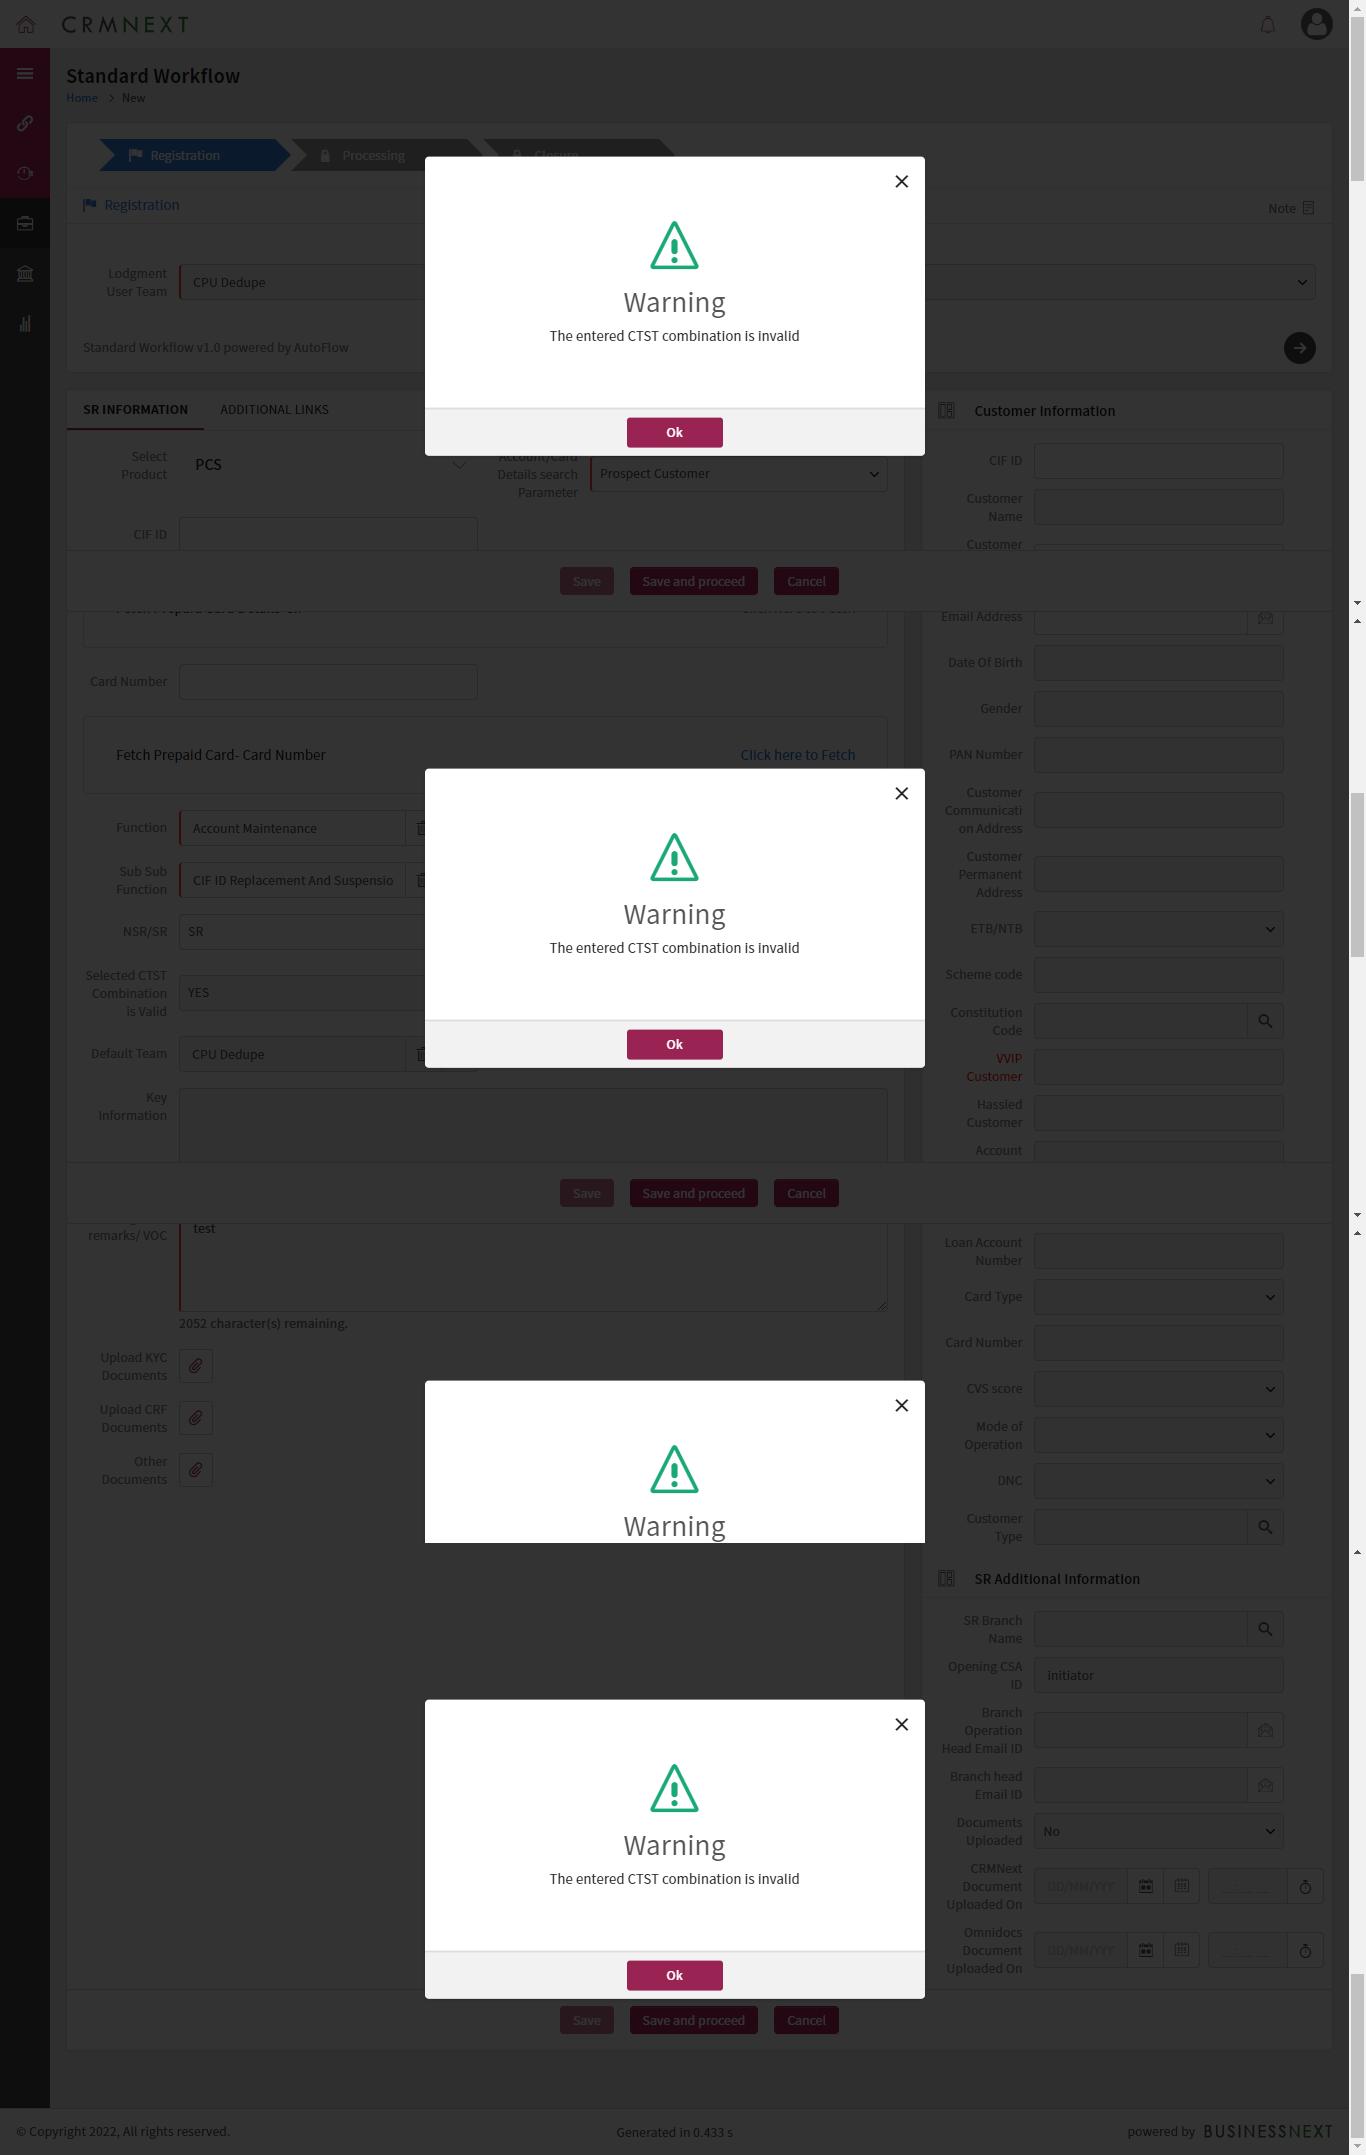 CRMNEXT
Standard Workflow
Home > New
Registration
Processing
Closure
Registration
Note
Lodgment
User Team
CPU Dedupe
Standard Workflow v1.0 powered by AutoFlow
Warning
The entered CTST combination is invalid
Ok
SR INFORMATION
ADDITIONAL LINKS
Select
Product
PCS
Account/Card
Details search
Parameter
Prospect Customer
CIF ID
Customer Information
CIF ID
Customer
Name
Customer
Save
Save and proceed
Cancel
Click here to Fetch
Email Address
Card Number
Date Of Birth
Gender
Fetch Prepaid Card- Card Number
Click here to Fetch
PAN Number
Warning
The entered CTST combination is invalid
Ok
Function
Account Maintenance
Sub Sub
Function
CIF ID Replacement And Suspensio
NSR/SR
SR
Selected CTST
Combination
is Valid
YES
Default Team
CPU Dedupe
Key
Information
Customer
Communicati
on Address
Customer
Permanent
Address
ETB/NTB
Scheme code
Constitution
Code
VVIP
Customer
Hassled
Customer
Account
Save
Save and proceed
Cancel
remarks/ VOC
test
2052 character(s) remaining.
Upload KYC
Documents
Upload CRF
Documents
Other
Documents
Loan Account
Number
Card Type
Card Number
CVS score
Mode of
Operation
DNC
Customer
Type
Warning
SR Additional Information
SR Branch
Name
Opening CSA
ID
initiator
Branch
Operation
Head Email ID
Branch head
Email ID
Documents
Uploaded
No
CRMNext
Document
Uploaded On
DD/MM/YYYY
Omnidocs
Document
Uploaded On
DD/MM/YYYY
Warning
The entered CTST combination is invalid
Ok
Save
Save and proceed
Cancel
© Copyright 2022, All rights reserved.
Generated in 0.433 s
powered by BUSINESSNEXT